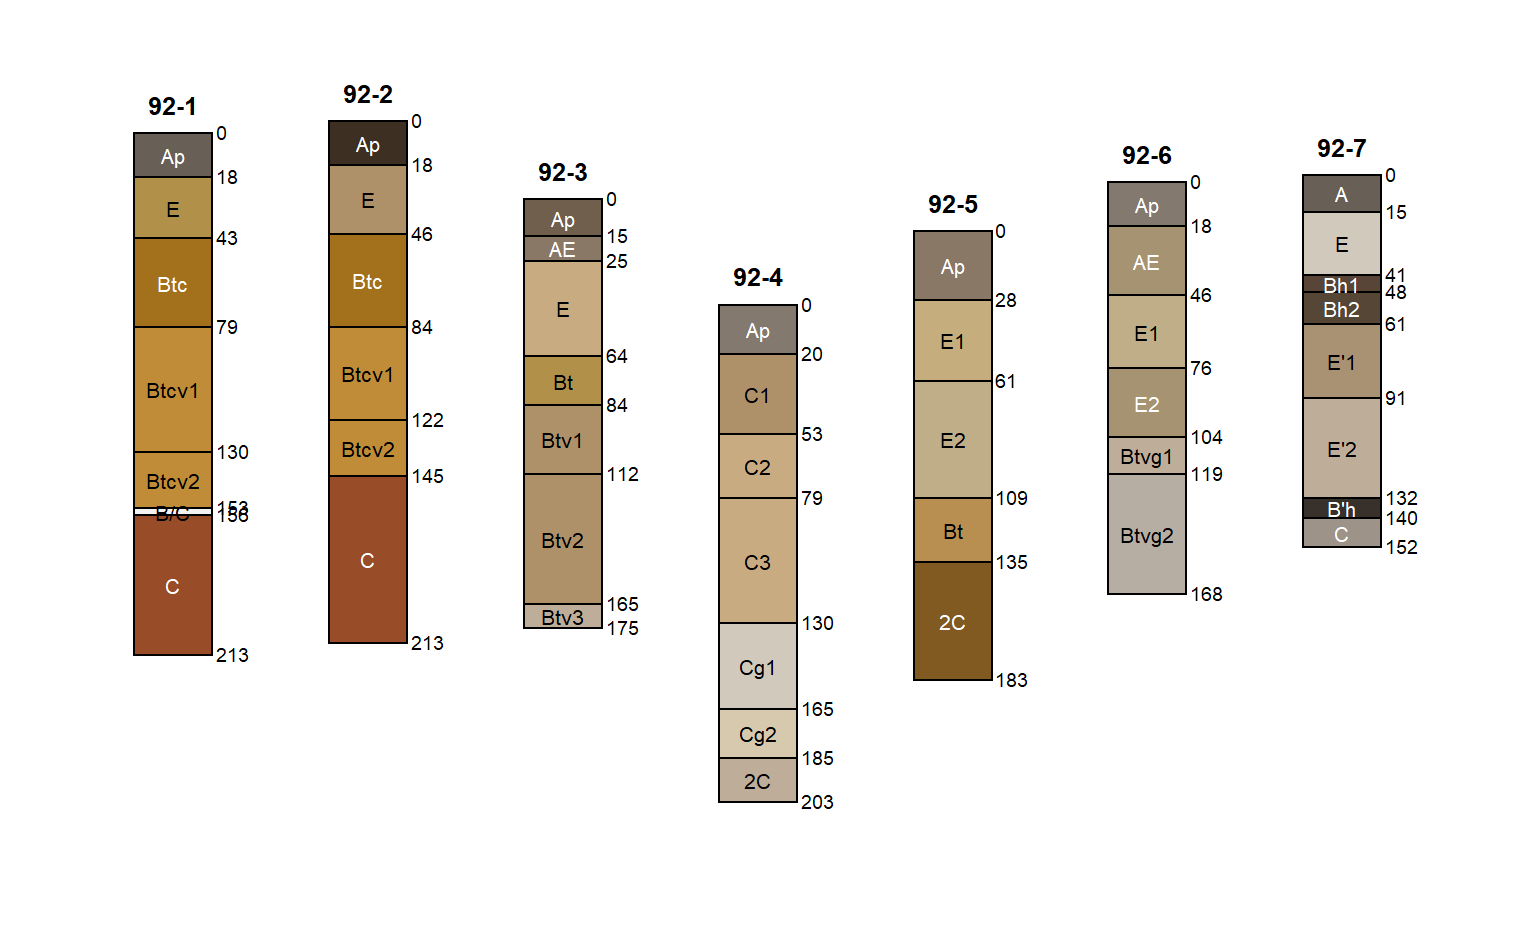 92-1
0
Ap
18
E
43
Btc
79
Btcv1
130
Btcv2
153
B/C
156
C
213
92-2
0
Ap
18
E
46
Btc
84
Btcv1
122
Btcv2
145
C
213
92-3
0
Ap
15
AE
25
E
64
Bt
84
Btv1
112
Btv2
165
Btv3
175
92-4
0
Ap
20
C1
53
C2
79
C3
130
Cg1
165
Cg2
185
2C
203
92-5
0
Ap
28
E1
61
E2
109
Bt
135
2C
183
92-6
0
Ap
18
AE
46
E1
76
E2
104
Btvg1
119
Btvg2
168
92-7
0
A
15
E
41
Bh1
48
Bh2
61
E'1
91
E'2
132
B'h
140
C
152